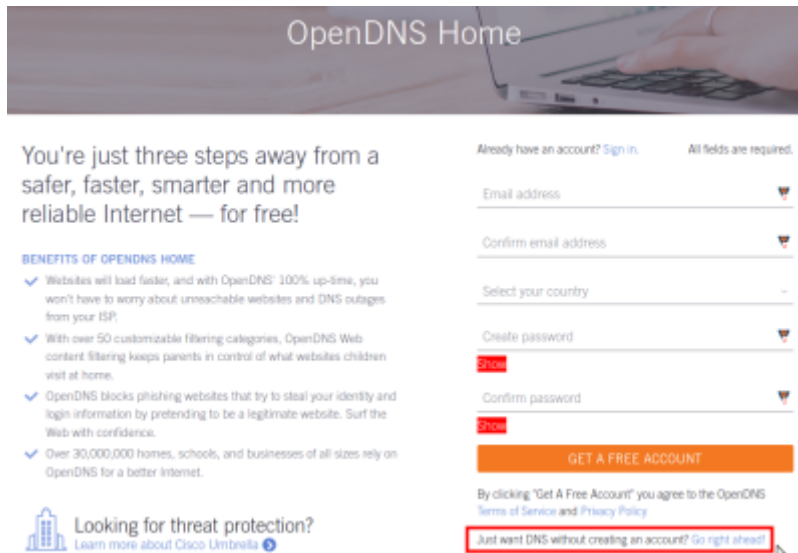 OpenDNS Home
You're just three steps away from a
safer, faster, smarter and more
reliable Internet — for free!
BENEFITS OF OPENDNS HOME
Websites will load faster, and with OpenDNS' 100% up-time, you
won't have to worry about unreachable websites and DNS outages
from your ISP.
With over 50 customizable filtering categories, OpenDNS Web
content filtering keeps parents in control of what websites children
visit at home.
OpenDNS blocks phishing websites that try to steal your identity and
login information by pretending to be a legitimate website. Surf the
Web with confidence.
Over 30,000,000 homes, schools, and businesses of all sizes rely on
OpenDNS for a better Internet.
Looking for threat protection?
Learn more about Cisco Umbrella
Already have an account? Sign in. All fields are required.
Email address
Confirm email address
Select your country
Create password
Show
Confirm password
Show
GET A FREE ACCOUNT
By clicking "Get A Free Account" you agree to the OpenDNS
Terms of Service and Privacy Policy
Just want DNS without creating an account? Go right ahead!